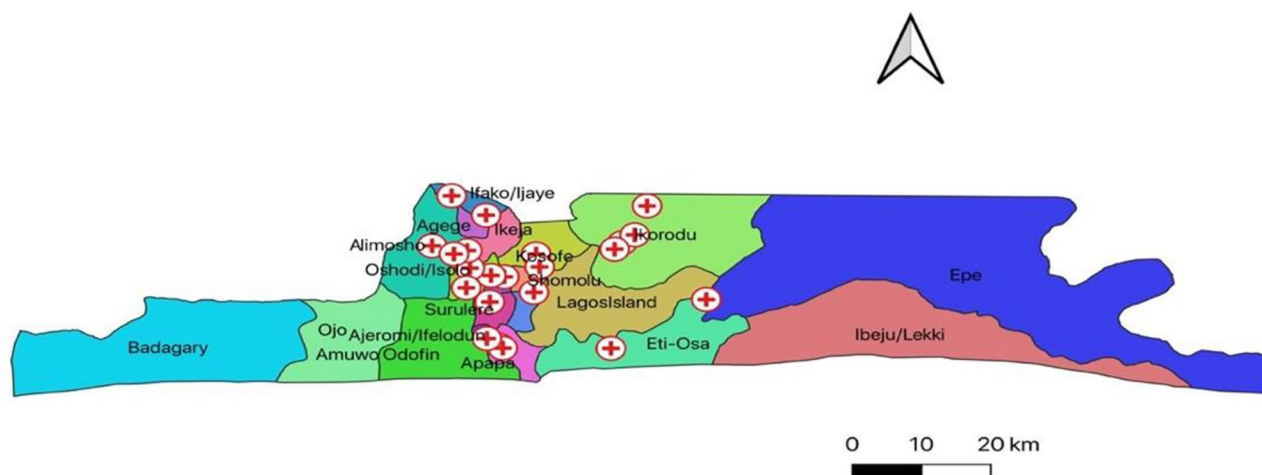 Ifako/Ijaye
Agege
Ikeja
Alimosho
Kosofe
Ikorodu
Oshodi/Isolo
Shomolu
Epe
LagosIsland
Surulere
Ojo
Ajeromi/Ifelodun
Ibeju/Lekki
Eti-Osa
Badagary
Amuwo Odofin
Apapa
0 10 20 km